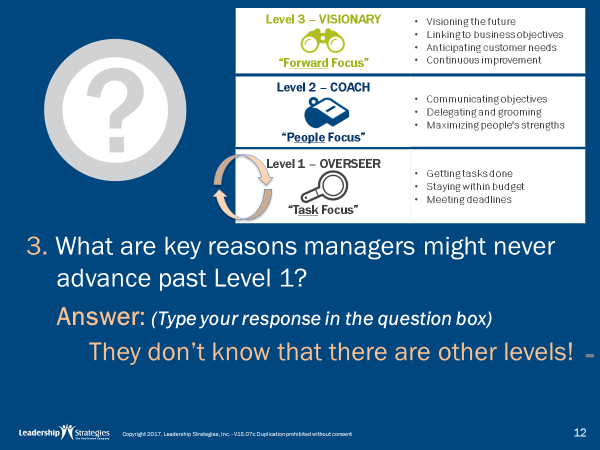 ?
Level 3 – VISIONARY
“Forward Focus”
• Visioning the future
• Linking to business objectives
• Anticipating customer needs
• Continuous improvement
Level 2 – COACH
“People Focus”
• Communicating objectives
• Delegating and grooming
• Maximizing people's strengths
Level 1 – OVERSEER
“Task Focus”
• Getting tasks done
• Staying within budget
• Meeting deadlines
3. What are key reasons managers might never
advance past Level 1?
Answer: (Type your response in the question box)
They don’t know that there are other levels!
Leadership Strategies
The Facilitation Company
Copyright 2017, Leadership Strategies, Inc. - V15.07c Duplication prohibited without consent
12